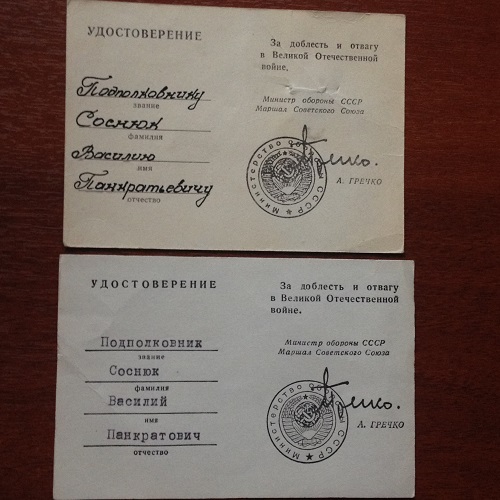 УДОСТОВЕРЕНИЕ
Подполковнику
звание
Соснюк
фамилия
Василию
имя
Панкратьевичу
отчество
За доблесть и отвагу
в Великой Отечественной
войне.
Министр обороны СССР
Маршал Советского Союза
Министерство обороны СССР
А. ГРЕЧКО
УДОСТОВЕРЕНИЕ
Подполковник
звание
Соснюк
фамилия
Василий
имя
Панкратович
отчество
За доблесть и отвагу
в Великой Отечественной
войне.
Министр обороны СССР
Маршал Советского Союза
Министерство обороны СССР
А. ГРЕЧКО